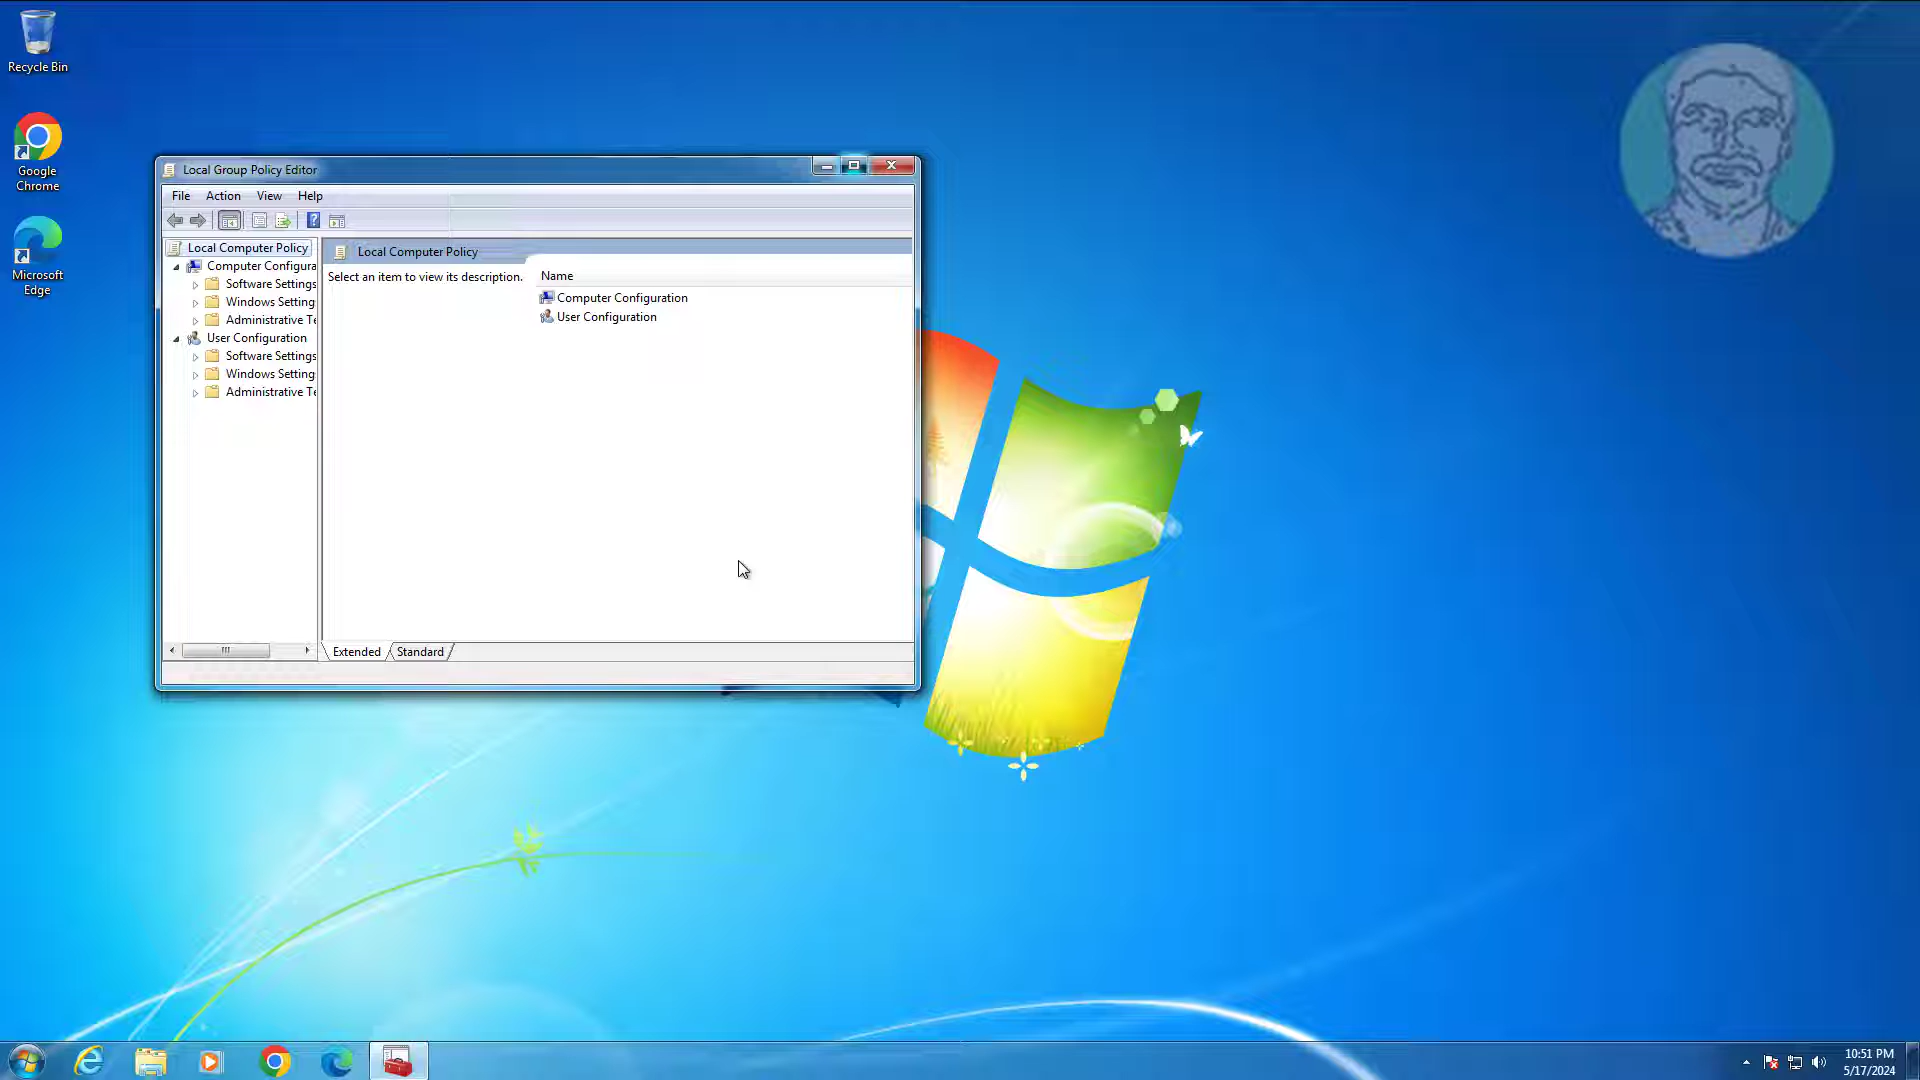 Recycle Bin
Google
Chrome
Microsoft
Edge
Local Group Policy Editor
File Action View Help
Local Computer Policy
Computer Configura
Software Settings
Windows Setting
Administrative Te
User Configuration
Software Settings
Windows Setting
Administrative Te
Local Computer Policy
Select an item to view its description.
Name
Computer Configuration
User Configuration
Extended Standard
10:51 PM
5/17/2024